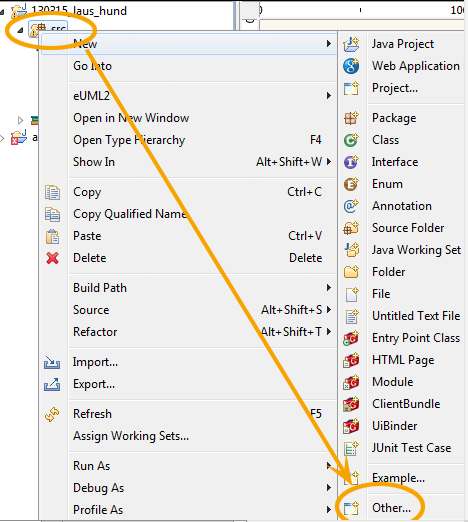 130315_laus_hund
0
100
src
New
Go Into
eUML2
Open in New Window
Open Type Hierarchy F4
Show In Alt+Shift+W
Copy Ctrl+C
Copy Qualified Name
Paste Ctrl+V
Delete Delete
Build Path
Source Alt+Shift+S
Refactor Alt+Shift+T
Import...
Export...
Refresh F5
Assign Working Sets...
Run As
Debug As
Profile As
Java Project
Web Application
Project...
Package
Class
Interface
Enum
Annotation
Source Folder
Java Working Set
Folder
File
Untitled Text File
Entry Point Class
HTML Page
Module
ClientBundle
UiBinder
JUnit Test Case
Example...
Other...